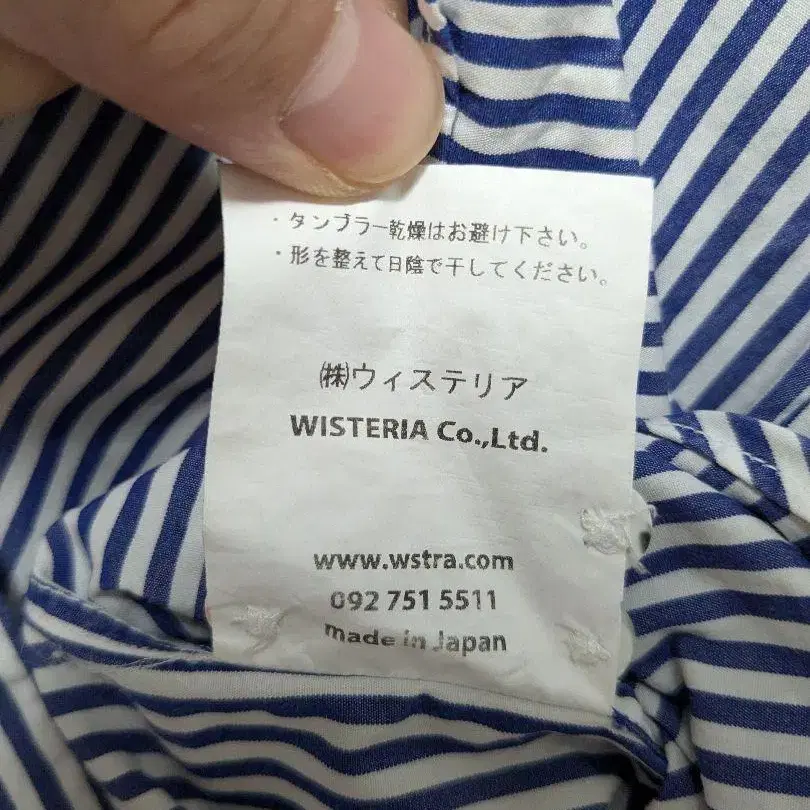 ・タンブラー乾燥はお避け下さい。
・形を整えて日陰で干してください。
㈱ウィステリア
WISTERIA Co.,Ltd.
www.wstra.com
092 751 5511
made in Japan